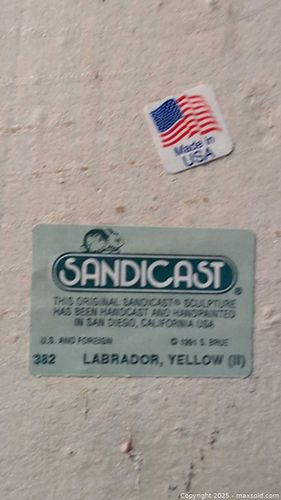 Made in
USA
SANDICAST®
THIS ORIGINAL SANDICAST® SCULPTURE
HAS BEEN HANDCAST AND HANDPAINTED
IN SAN DIEGO, CALIFORNIA USA
U.S. AND FOREIGN © 1991 S. BRUE
382 LABRADOR, YELLOW (II)
Copyright 2025 - maxsold.com